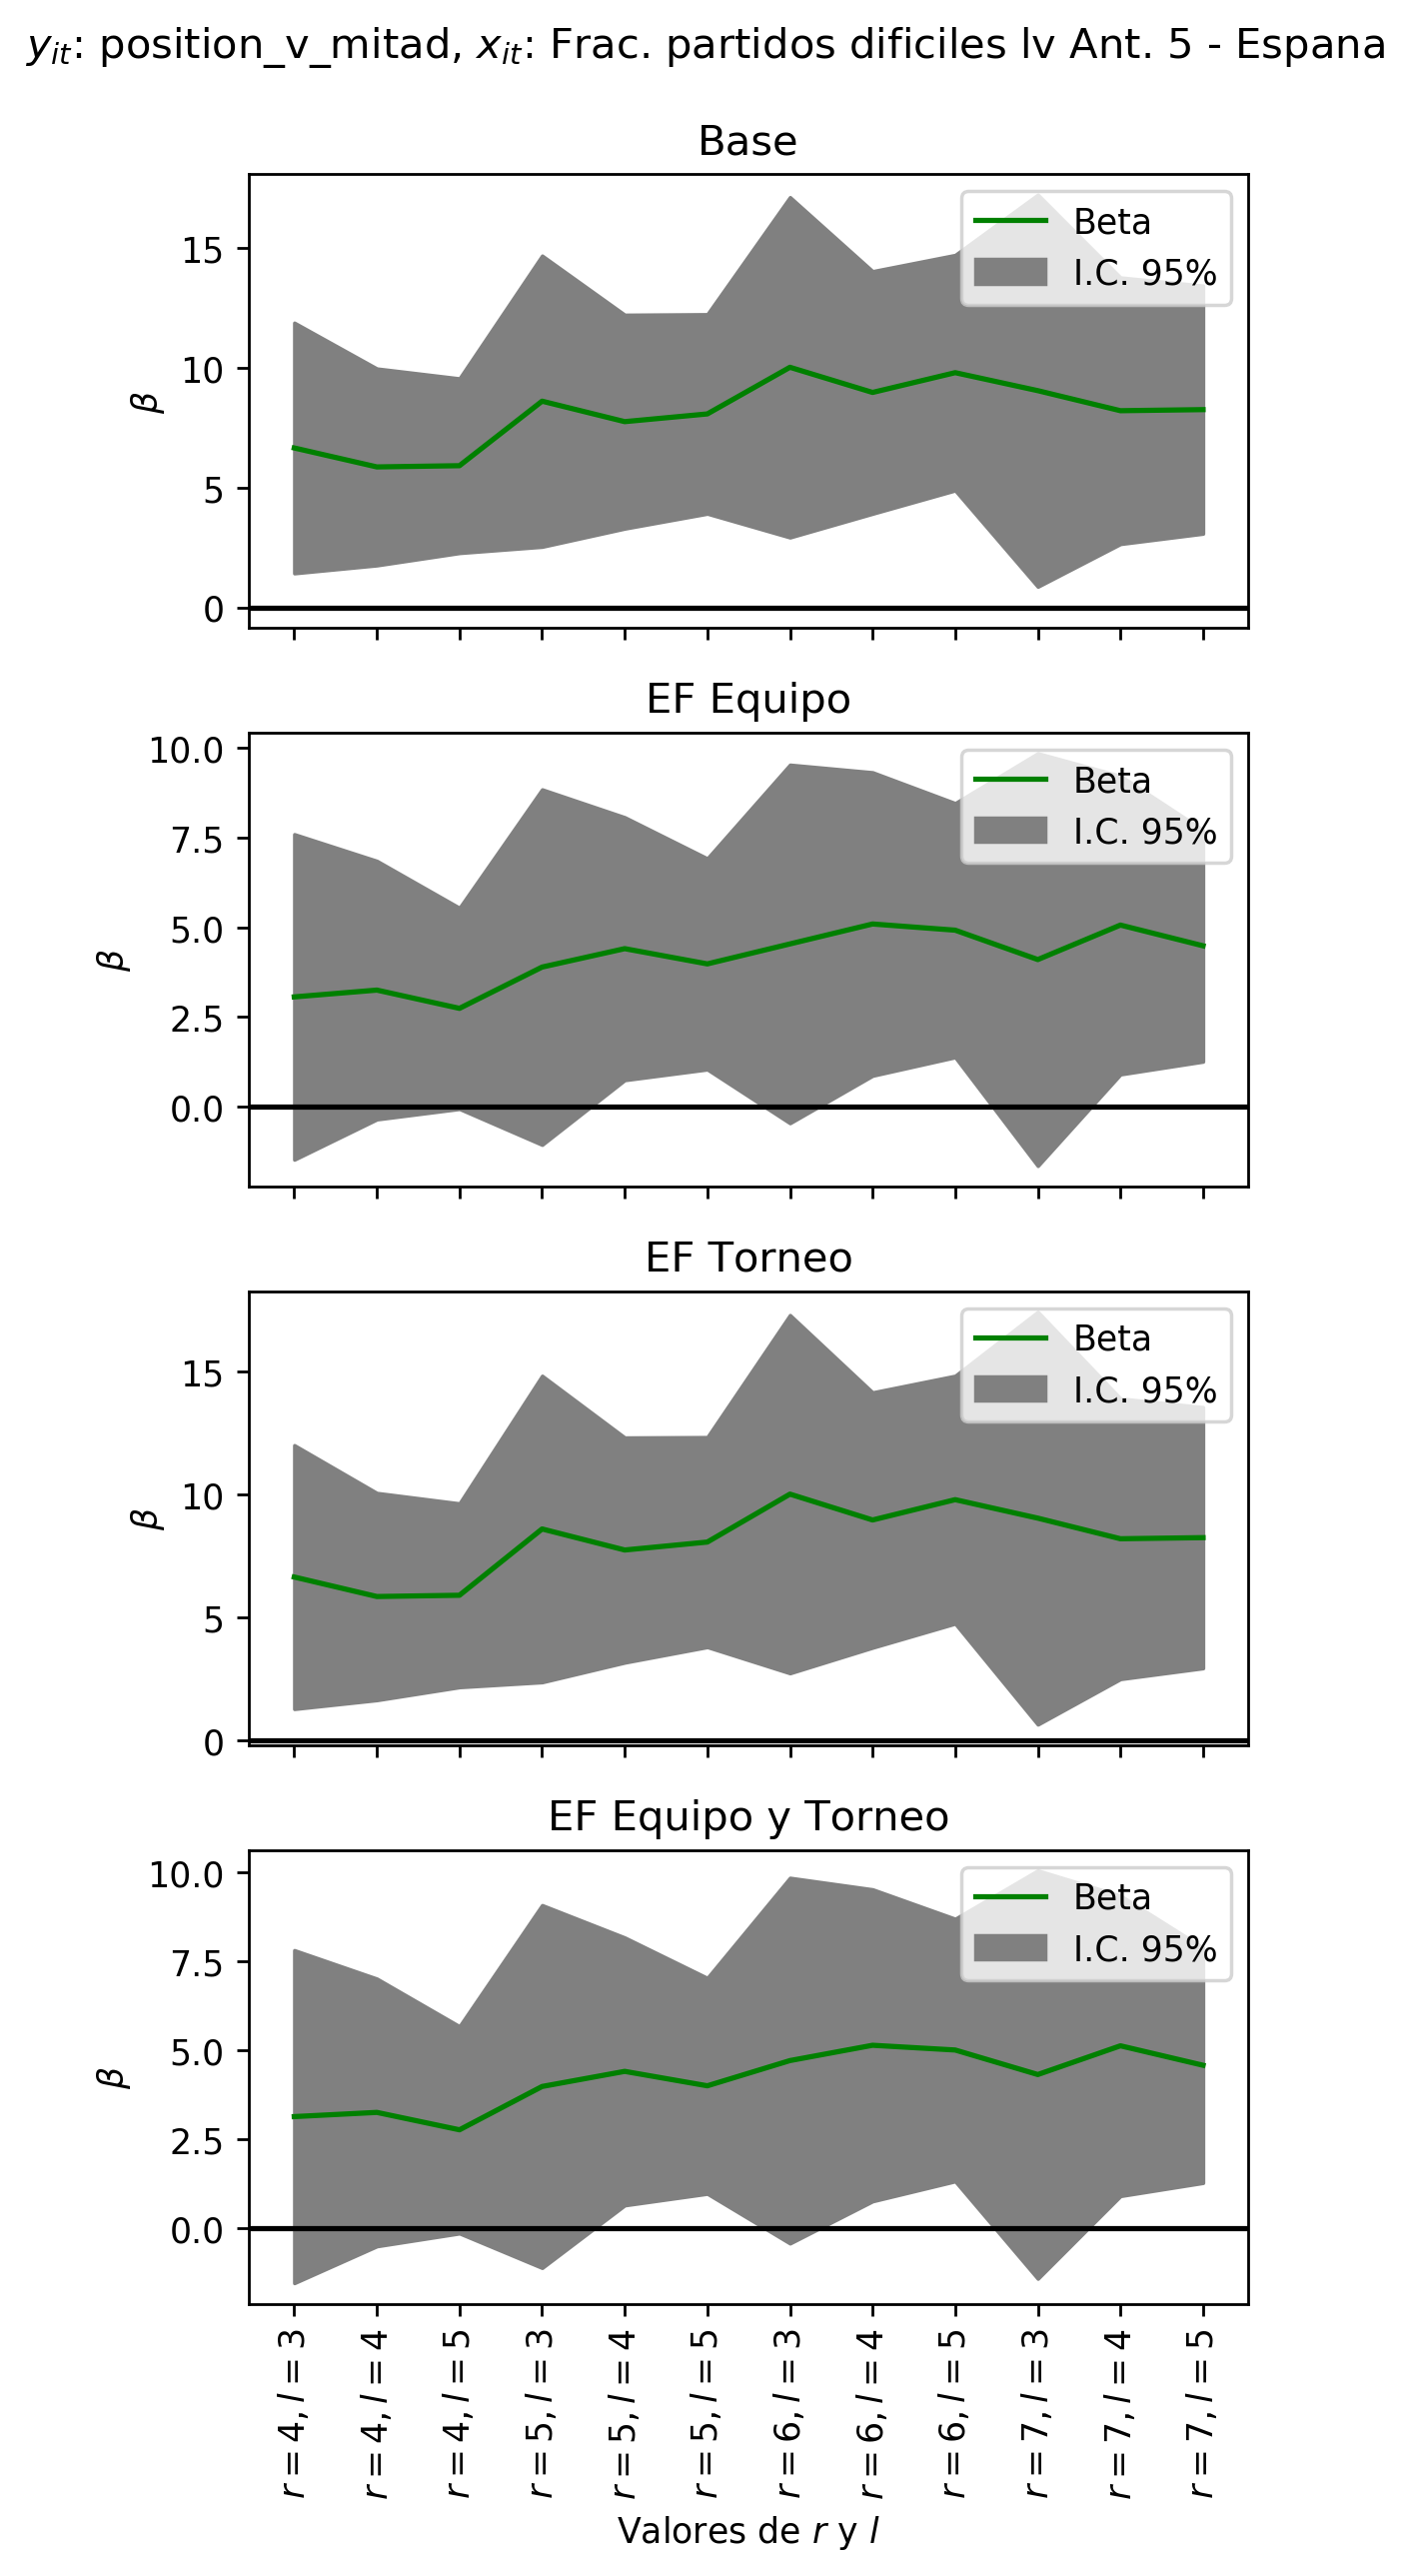 y_it: position_v_mitad, x_it: Frac. partidos dificiles lv Ant. 5 - Espana
Base
15
10
5
0
β
Beta
I.C. 95%
EF Equipo
10.0
7.5
5.0
2.5
0.0
β
Beta
I.C. 95%
EF Torneo
15
10
5
0
β
Beta
I.C. 95%
EF Equipo y Torneo
10.0
7.5
5.0
2.5
0.0
β
Beta
I.C. 95%
r = 4, l = 3
r = 4, l = 4
r = 4, l = 5
r = 5, l = 3
r = 5, l = 4
r = 5, l = 5
r = 6, l = 3
r = 6, l = 4
r = 6, l = 5
r = 7, l = 3
r = 7, l = 4
r = 7, l = 5
Valores de r y l